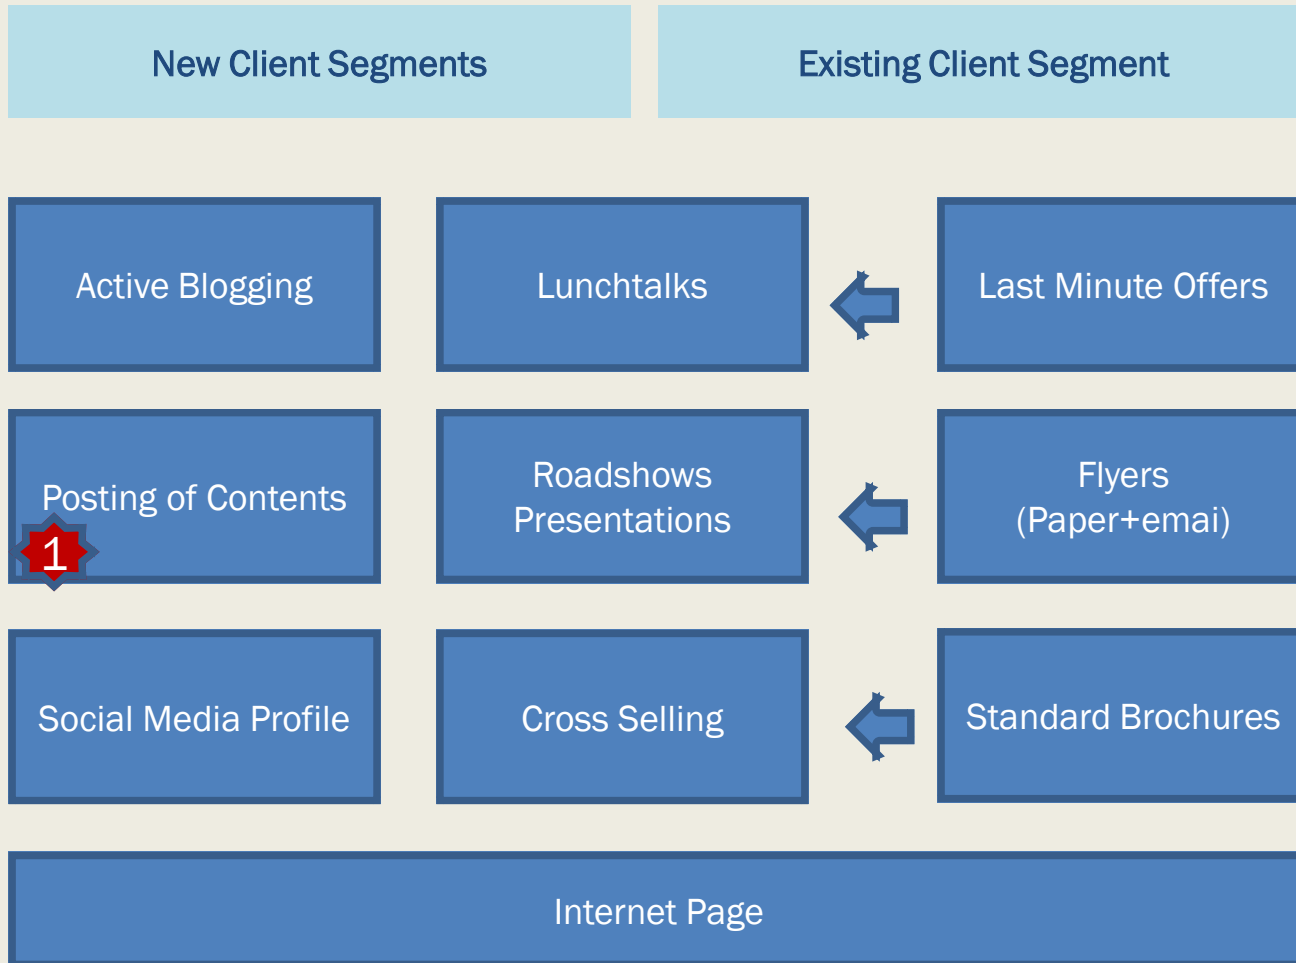 New Client Segments
Existing Client Segment
Active Blogging
Lunchtalks
Last Minute Offers
Posting of Contents
1
Roadshows
Presentations
Flyers
(Paper+emai)
Social Media Profile
Cross Selling
Standard Brochures
Internet Page